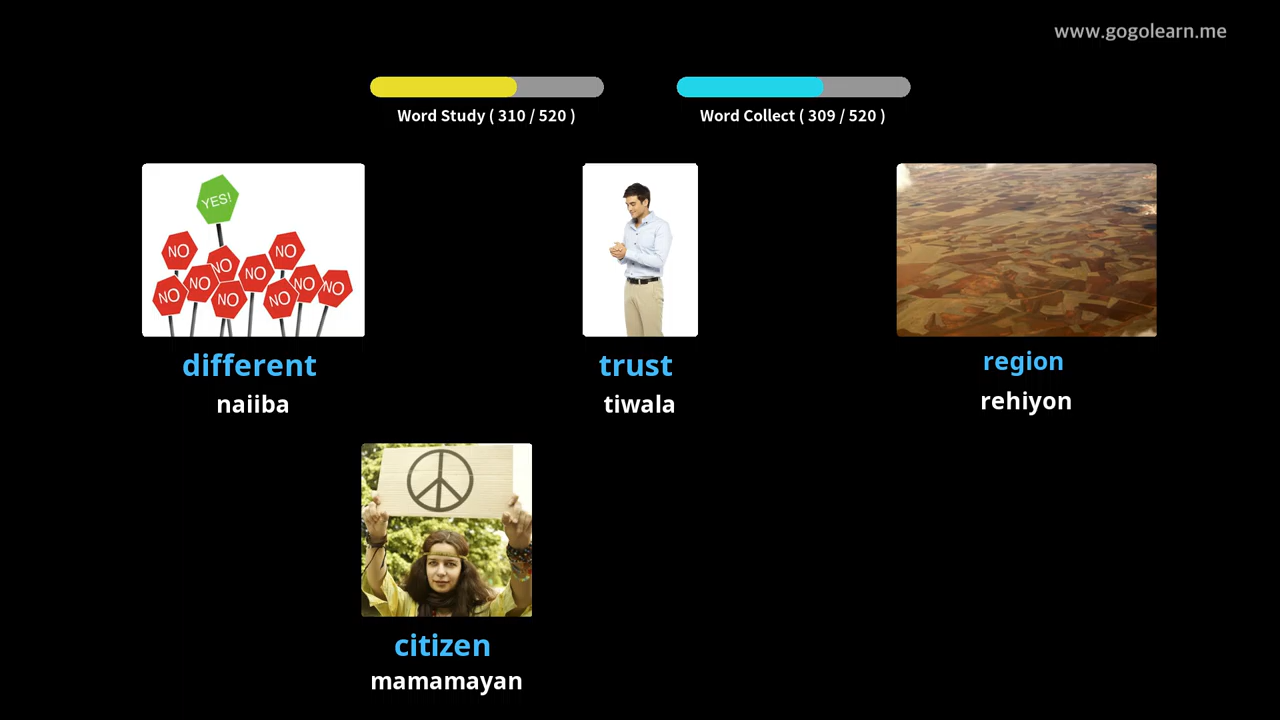 www.gogolearn.me
Word Study ( 310 / 520 )
Word Collect ( 309 / 520 )
YES!
NO
NO
NO
NO
NO
NO
NO
NO
NO
NO
different
naiiba
trust
tiwala
region
rehiyon
citizen
mamamayan